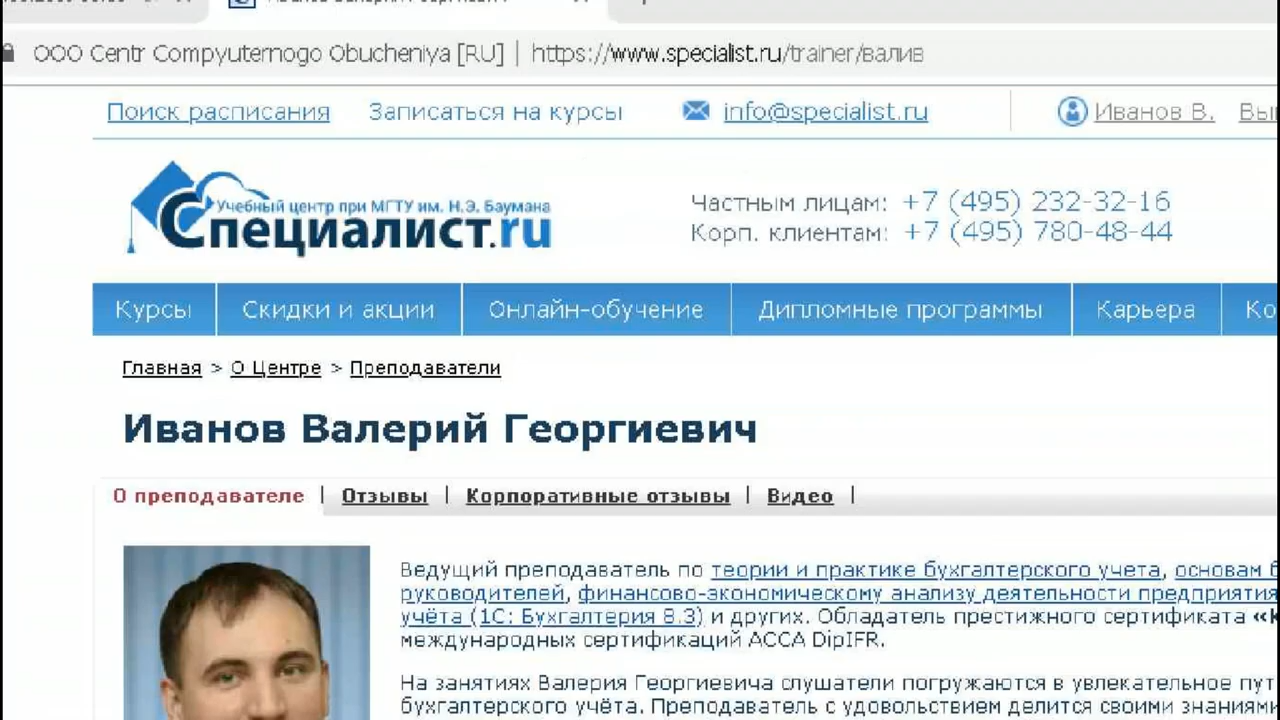 ООО Centr Compyuternogo Obucheniya [RU] | https://www.specialist.ru/trainer/валив
Поиск расписания Записаться на курсы info@specialist.ru Иванов В.
Учебный центр при МГТУ им. Н.Э. Баумана
Специалист.ru
Частным лицам: +7 (495) 232-32-16
Корп. клиентам: +7 (495) 780-48-44
Курсы Скидки и акции Онлайн-обучение Дипломные программы Карьера
Главная > О Центре > Преподаватели
Иванов Валерий Георгиевич
О преподавателе | Отзывы | Корпоративные отзывы | Видео |
Ведущий преподаватель по теории и практике бухгалтерского учета, основам
руководителей, финансово-экономическому анализу деятельности предприятия
учёта (1С: Бухгалтерия 8.3) и других. Обладатель престижного сертификата
международных сертификаций ACCA DipIFR.
На занятиях Валерия Георгиевича слушатели погружаются в увлекательное
бухгалтерского учёта. Преподаватель с удовольствием делится своими знаниями